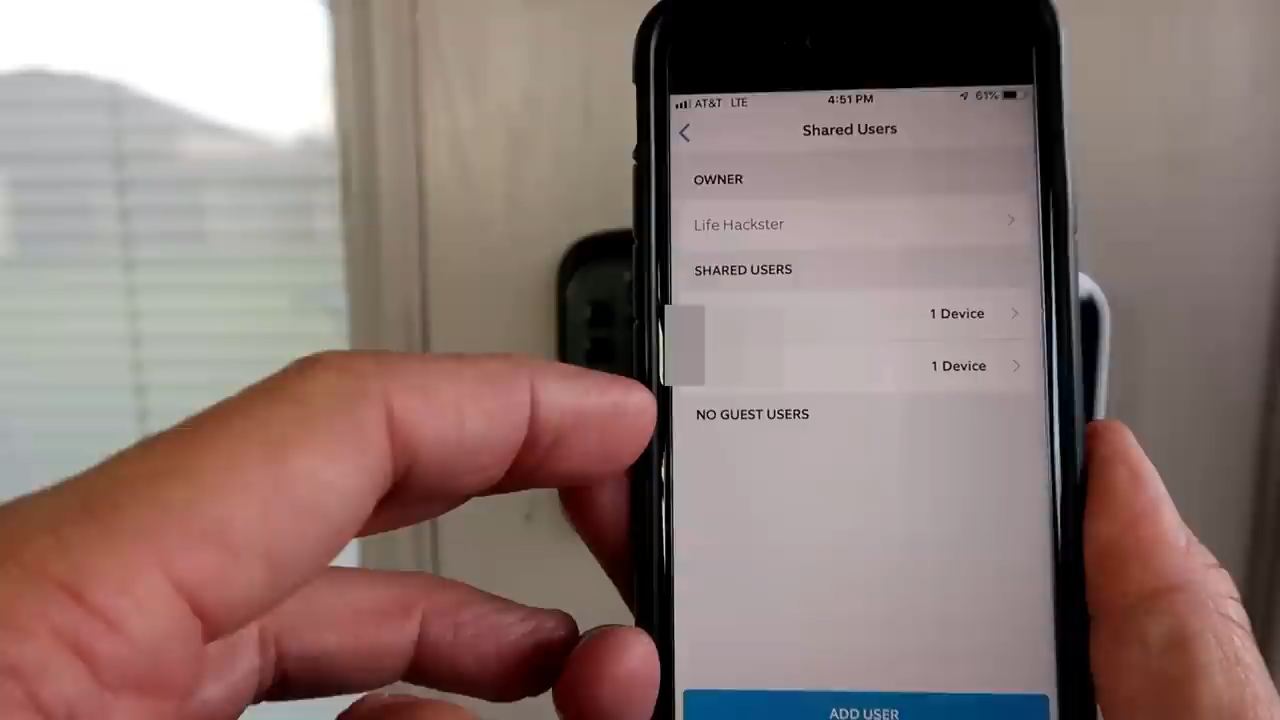 AT&T LTE 4:51 PM 61%
Shared Users
OWNER
Life Hackster
SHARED USERS
1 Device
1 Device
NO GUEST USERS
ADD USER